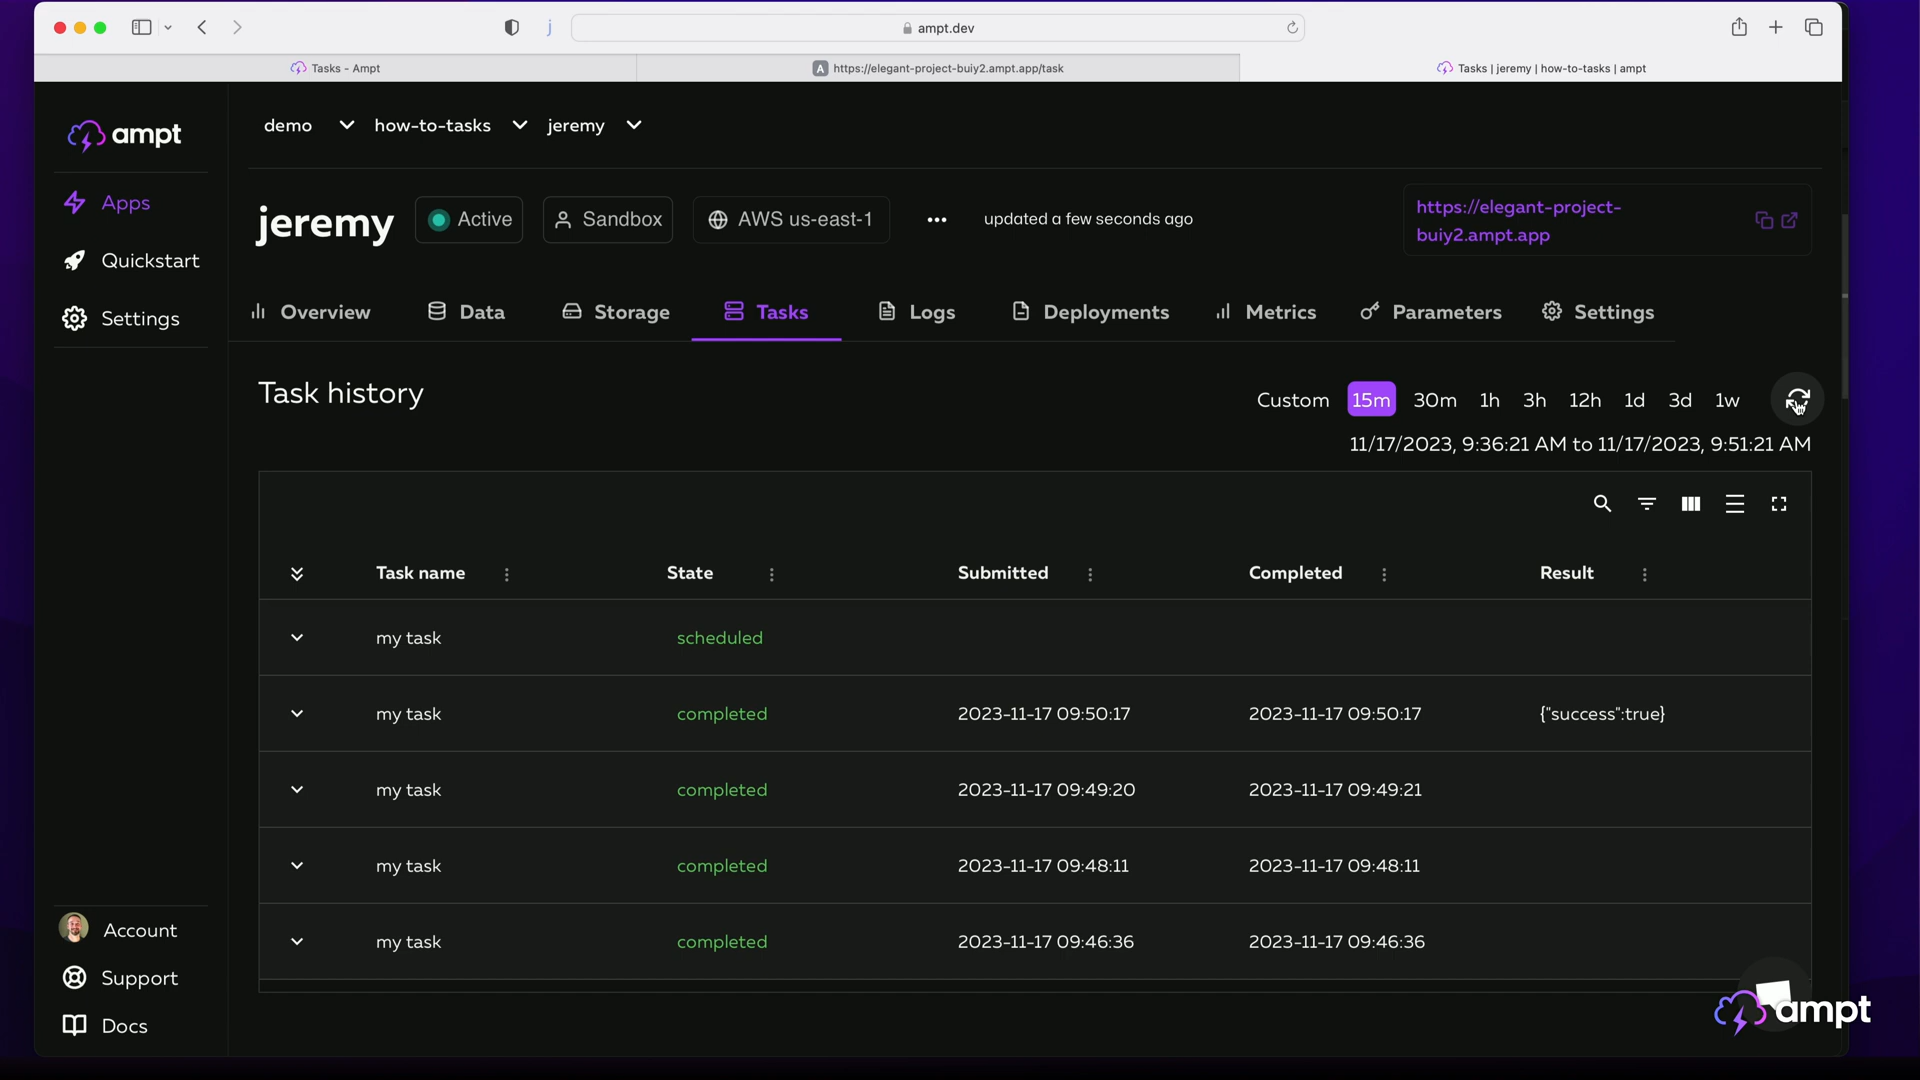 ampt.dev
Tasks - Ampt
A https://elegant-project-buiy2.ampt.app/task
Tasks | jeremy | how-to-tasks | ampt
ampt
demo how-to-tasks jeremy
Apps
Quickstart
Settings
jeremy Active Sandbox AWS us-east-1 updated a few seconds ago
https://elegant-project-
buiy2.ampt.app
Overview Data Storage Tasks Logs Deployments Metrics Parameters Settings
Task history
Custom 15m 30m 1h 3h 12h 1d 3d 1w
11/17/2023, 9:36:21 AM to 11/17/2023, 9:51:21 AM
Task name State Submitted Completed Result
my task scheduled
my task completed 2023-11-17 09:50:17 2023-11-17 09:50:17 {"success":true}
my task completed 2023-11-17 09:49:20 2023-11-17 09:49:21
my task completed 2023-11-17 09:48:11 2023-11-17 09:48:11
my task completed 2023-11-17 09:46:36 2023-11-17 09:46:36
Account
Support
Docs
ampt